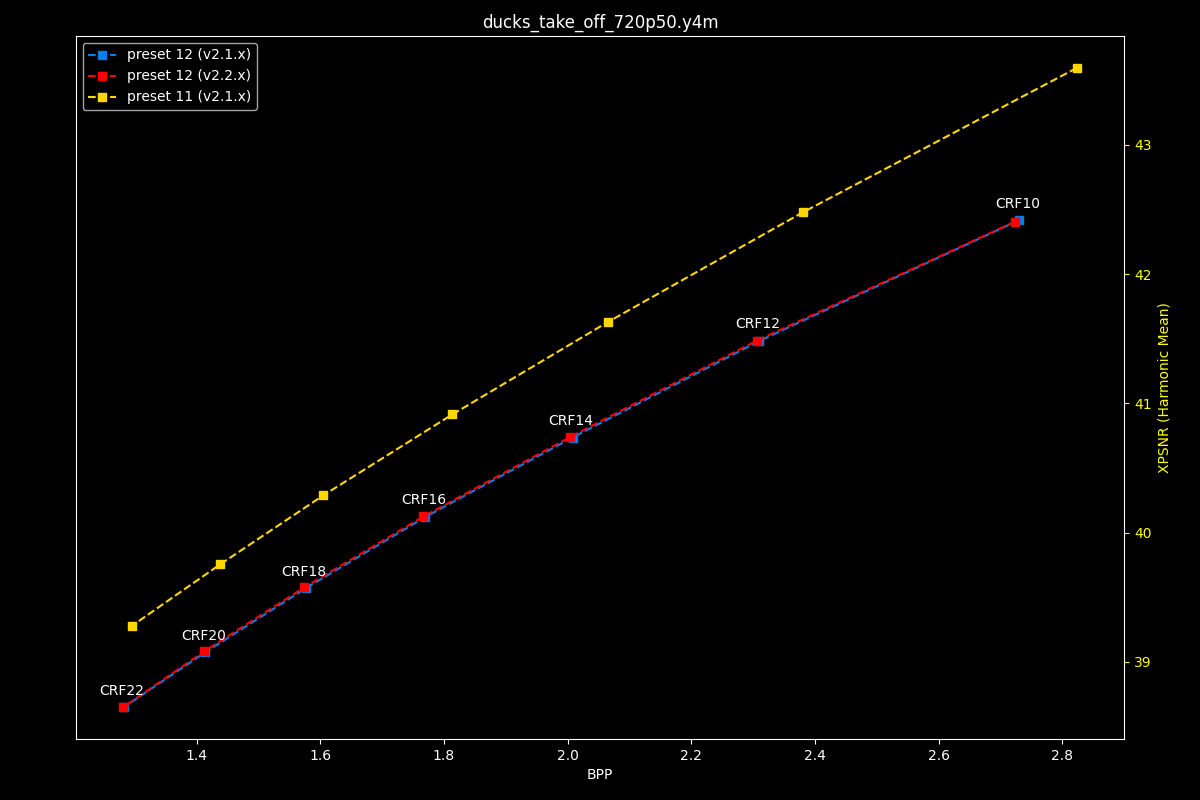 ducks_take_off_720p50.y4m
preset 12 (v2.1.x)
preset 12 (v2.2.x)
preset 11 (v2.1.x)
CRF10
CRF12
CRF14
CRF16
CRF18
CRF20
CRF22
43
42
41
40
39
XPSNR (Harmonic Mean)
1.4 1.6 1.8 2.0 2.2 2.4 2.6 2.8
BPP